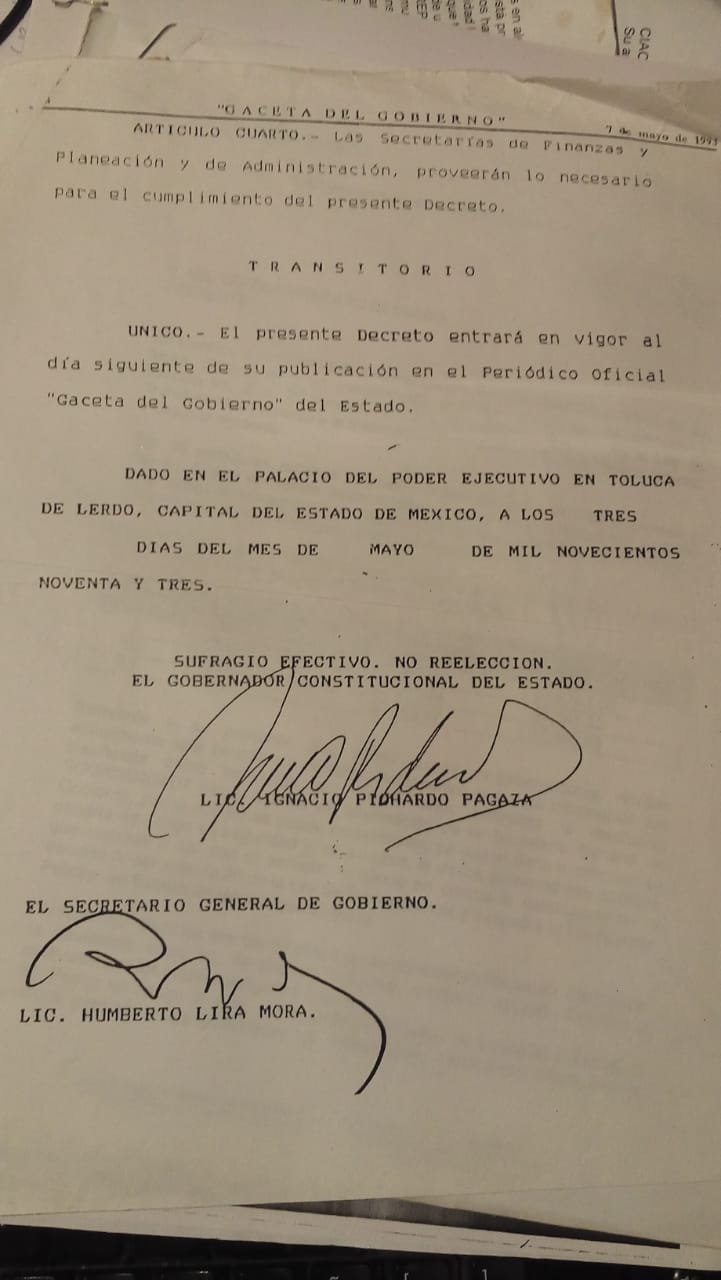 "GACETA DEL GOBIERNO"
7 de mayo de 1993
ARTICULO CUARTO.- Las Secretarías de Finanzas y
Planeación y de Administración, proveerán lo necesario
para el cumplimiento del presente Decreto.
T R A N S I T O R I O
UNICO.- El presente Decreto entrará en vigor al
día siguiente de su publicación en el Periódico Oficial
"Gaceta del Gobierno" del Estado.
DADO EN EL PALACIO DEL PODER EJECUTIVO EN TOLUCA
DE LERDO, CAPITAL DEL ESTADO DE MEXICO, A LOS TRES
DIAS DEL MES DE MAYO DE MIL NOVECIENTOS
NOVENTA Y TRES.
SUFRAGIO EFECTIVO. NO REELECCION.
EL GOBERNADOR CONSTITUCIONAL DEL ESTADO.
LIC. IGNACIO PICHARDO PAGAZA
EL SECRETARIO GENERAL DE GOBIERNO.
LIC. HUMBERTO LIRA MORA.